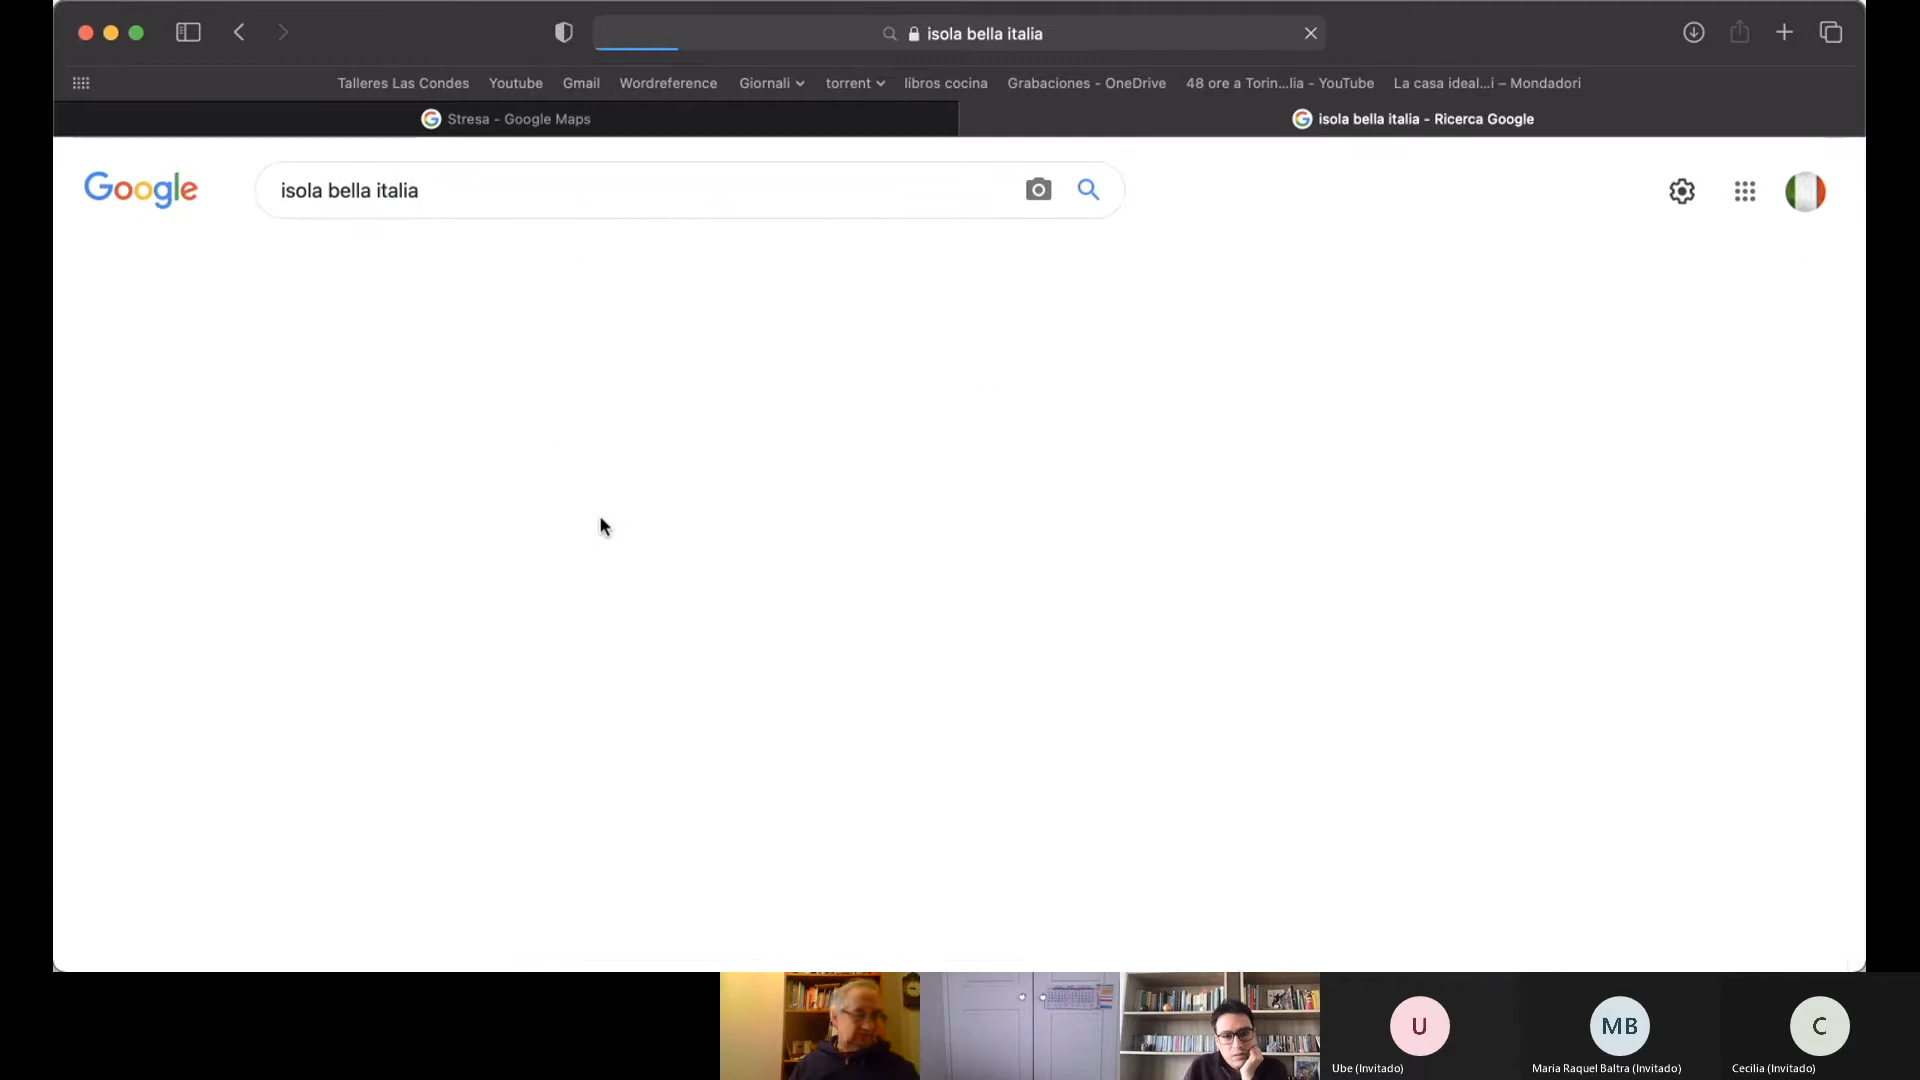 isola bella italia
Talleres Las Condes Youtube Gmail Wordreference Giornali torrent libros cocina Grabaciones - OneDrive 48 ore a Torin...lia - YouTube La casa ideal...i – Mondadori
Stresa - Google Maps isola bella italia - Ricerca Google
Google isola bella italia
U MB C
Ube (Invitado) Maria Raquel Baltra (Invitado) Cecilia (Invitado)